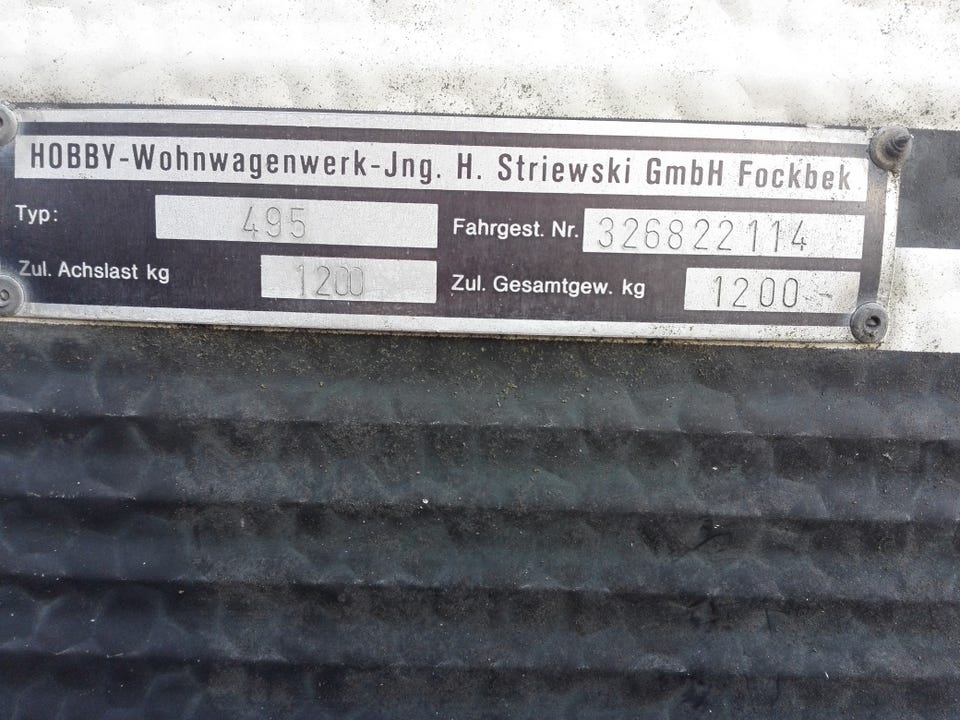 HOBBY-Wohnwagenwerk-Jng. H. Striewski GmbH Fockbek
Typ: 495 Fahrgest. Nr. 326822114
Zul. Achslast kg 1200 Zul. Gesamtgew. kg 1200-